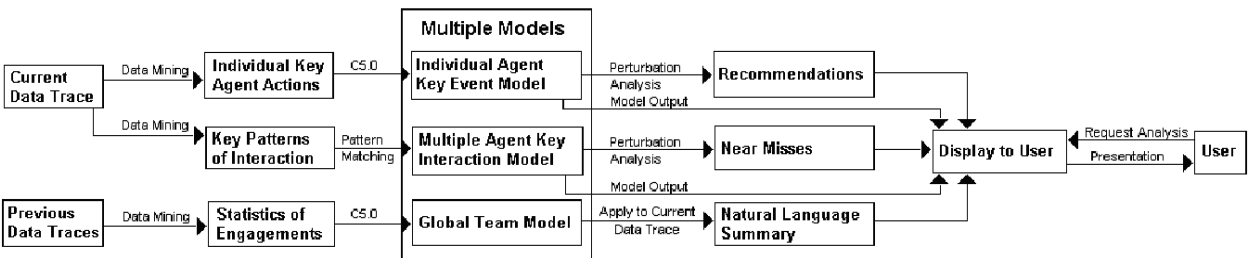 Multiple Models
Current
Data Trace
Data Mining
Individual Key
Agent Actions
C5.0
Individual Agent
Key Event Model
Perturbation
Analysis
Model Output
Recommendations
Data Mining
Key Patterns
of Interaction
Pattern
Matching
Multiple Agent Key
Interaction Model
Perturbation
Analysis
Model Output
Near Misses
Display to User
Request Analysis
Presentation
User
Previous
Data Traces
Data Mining
Statistics of
Engagements
C5.0
Global Team Model
Apply to Current
Data Trace
Natural Language
Summary